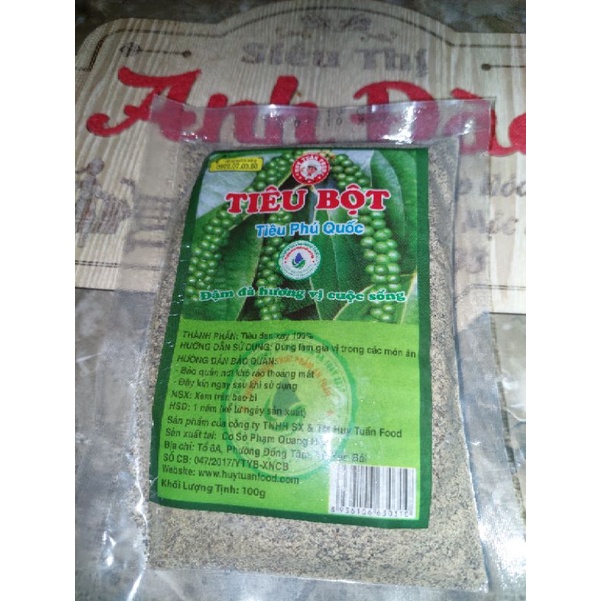 Siêu Thị
Anh Đào
TIÊU BỘT
Tiêu Phú Quốc
Đậm đà hương vị cuộc sống
THÀNH PHẦN: Tiêu đen xay 100%
HƯỚNG DẪN SỬ DỤNG: Dùng làm gia vị trong các món ăn
HƯỚNG DẪN BẢO QUẢN:
- Bảo quản nơi khô ráo thoáng mát
- Đậy kín ngay sau khi sử dụng
NSX: Xem trên bao bì
HSD: 1 năm (kể từ ngày sản xuất)
Sản phẩm của công ty TNHH SX & TM Huy Tuấn Food
Sản xuất tại: Cơ Sở Phạm Quang
Địa chỉ: Tổ 6A, Phường Đồng
SỐ CB: 047/2017/YTYB-XNCB
Website: www.huytuanfood.com
Khối Lượng Tịnh: 100g